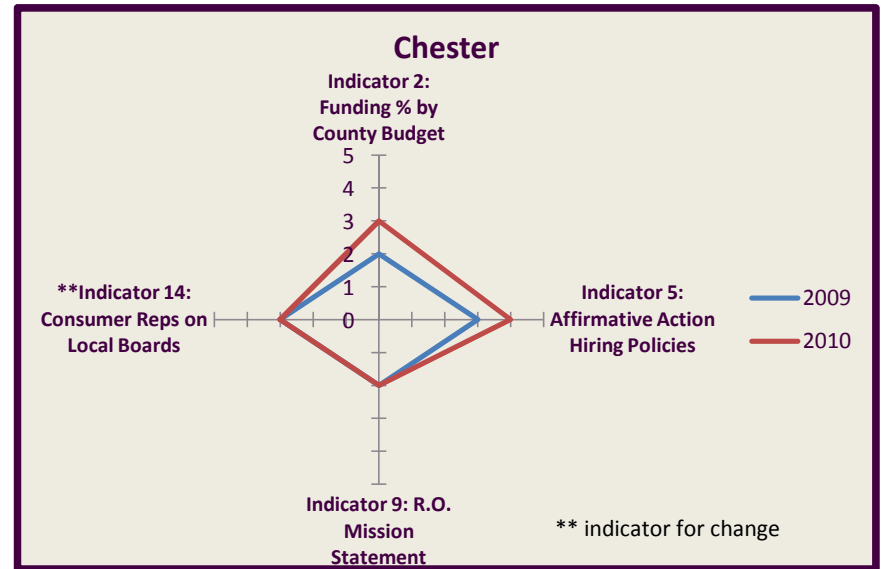 Chester
Indicator 2:
Funding % by
County Budget
5
4
3
2
1
0
**Indicator 14:
Consumer Reps on
Local Boards
Indicator 5:
Affirmative Action
Hiring Policies
2009
2010
Indicator 9: R.O.
Mission
Statement
** indicator for change